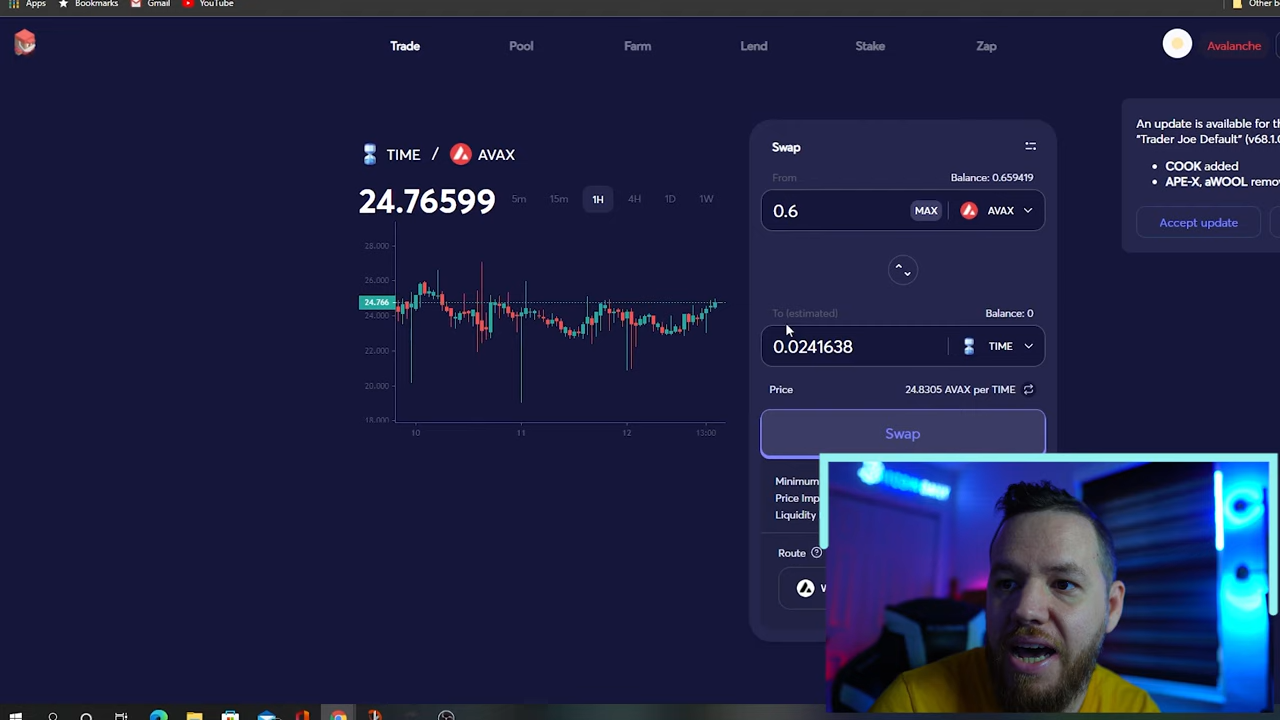 Apps Bookmarks Gmail YouTube Other b
Trade Pool Farm Lend Stake Zap Avalanche
An update is available for th
"Trader Joe Default" (v68.1.0
COOK added
APE-X, aWOOL remov
Accept update
TIME / AVAX
24.76599 5m 15m 1H 4H 1D 1W
28.000
26.000
24.766
24.000
22.000
20.000
18.000
10 11 12 13:00
Swap
From Balance: 0.659419
0.6 MAX AVAX
To (estimated) Balance: 0
0.0241638 TIME
Price 24.8305 AVAX per TIME
Swap
Minimum
Price Imp
Liquidity
Route
W